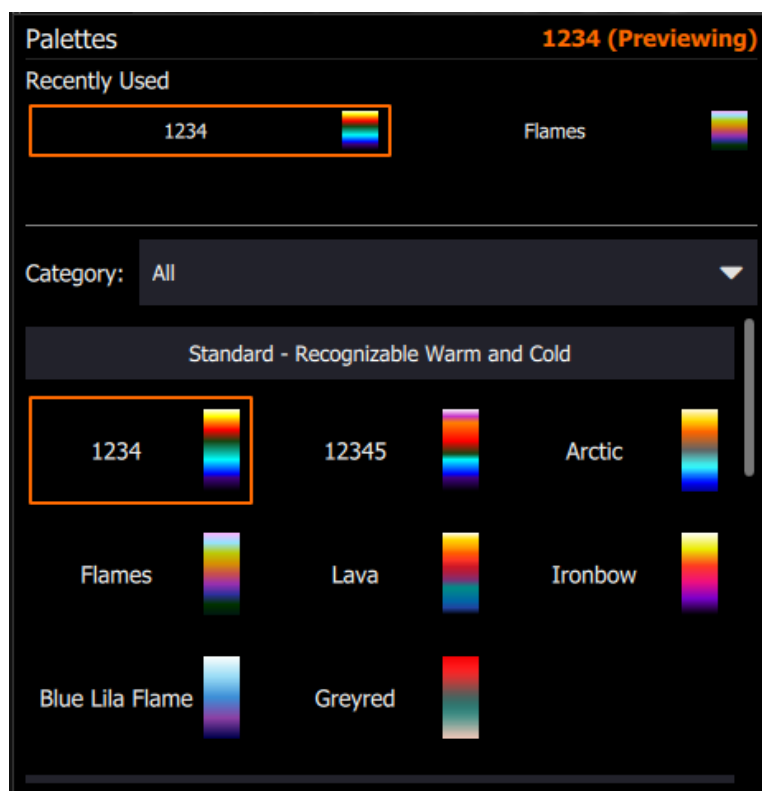 Palettes 1234 (Previewing)
Recently Used
1234 Flames
Category: All
Standard - Recognizable Warm and Cold
1234 12345 Arctic
Flames Lava Ironbow
Blue Lila Flame Greyred